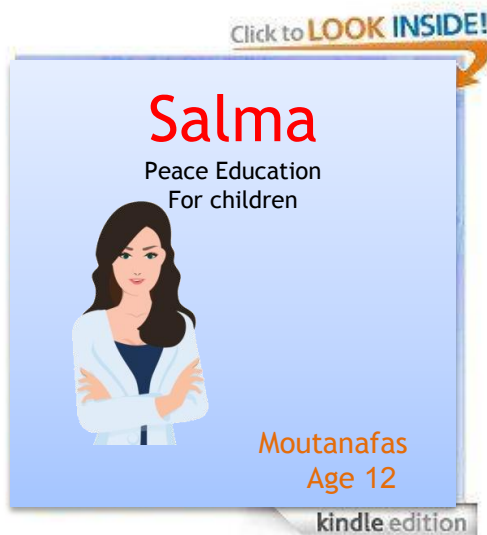 Click to LOOK INSIDE!
Salma
Peace Education
For children
Moutanafas
Age 12
kindle edition